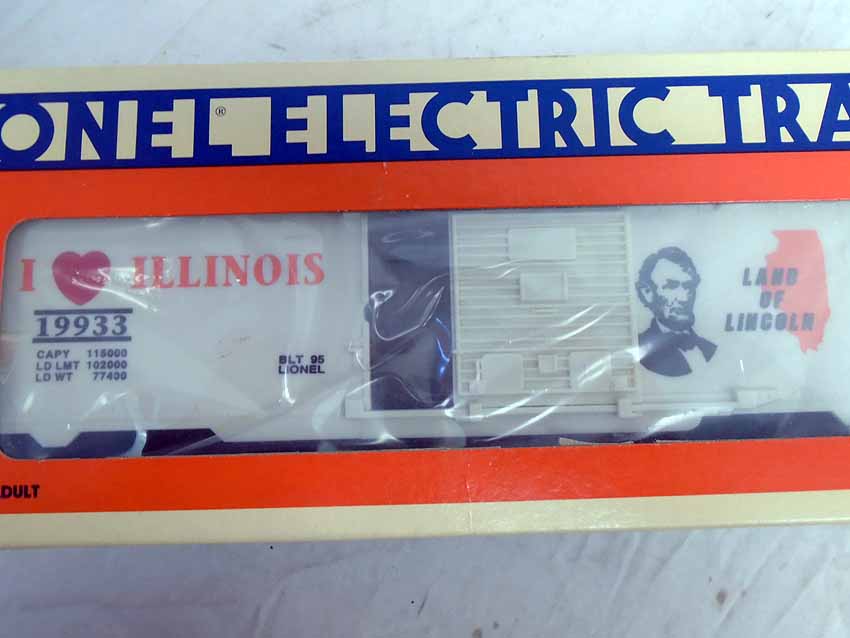 ONEL® ELECTRIC TRA
I ❤ ILLINOIS
19933
CAPY 115000
LD LMT 102000
LD WT 77400
BLT 95
LIONEL
LAND
OF
LINCOLN
DULT